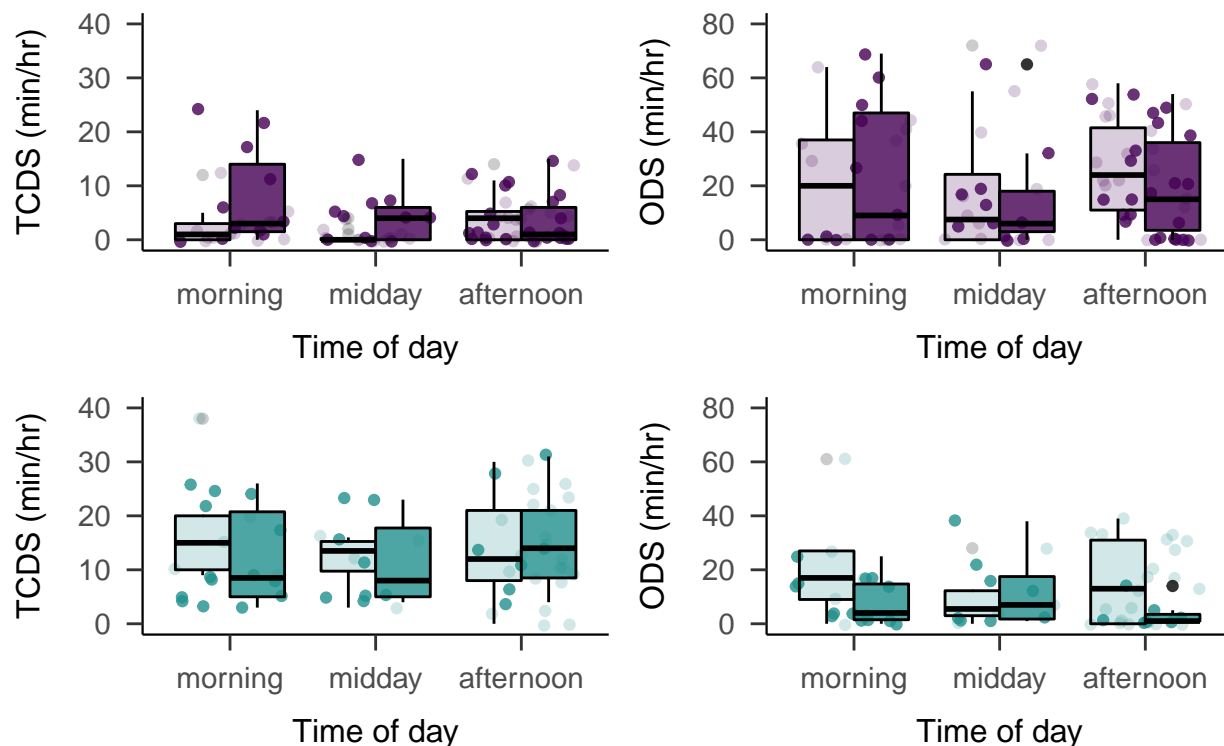 TCDS (min/hr)
40
30
20
10
0
morning midday afternoon
Time of day
ODS (min/hr)
80
60
40
20
0
morning midday afternoon
Time of day
TCDS (min/hr)
40
30
20
10
0
morning midday afternoon
Time of day
ODS (min/hr)
80
60
40
20
0
morning midday afternoon
Time of day